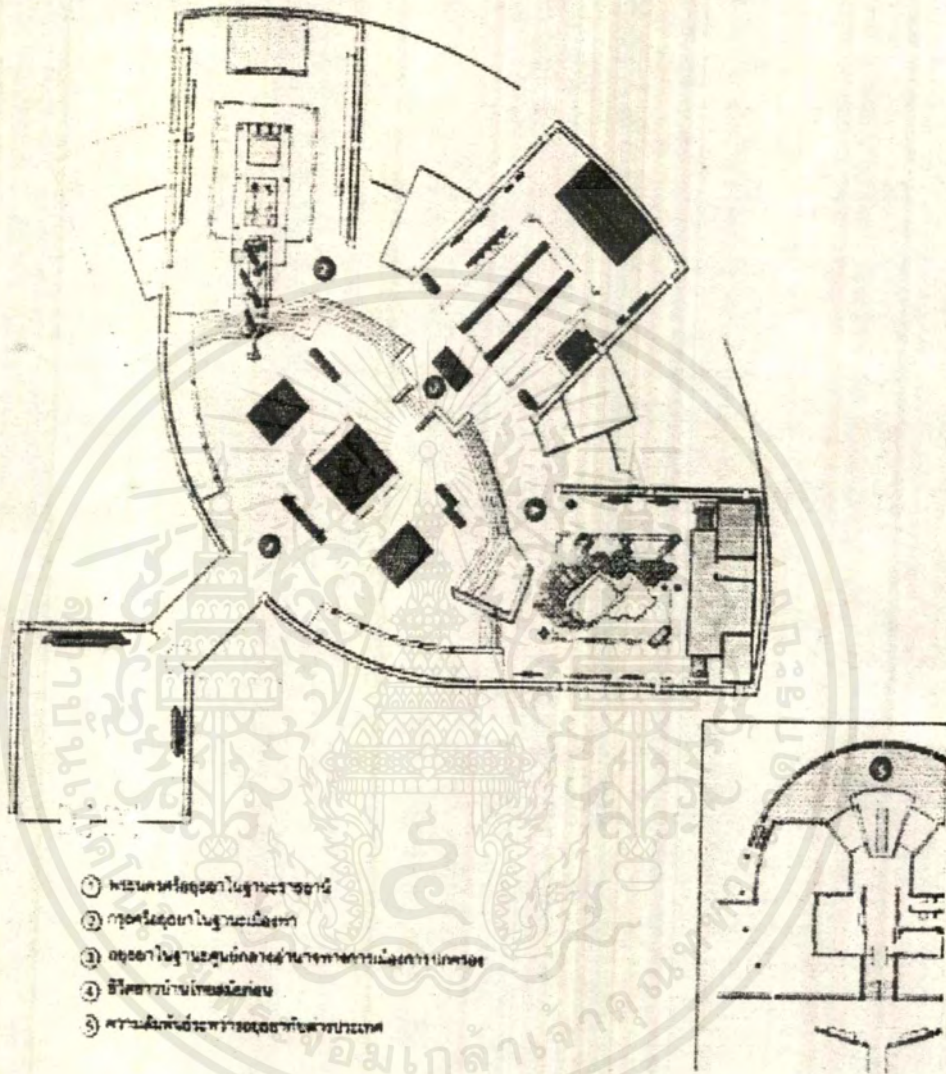 2
3
4
1
5
① พระนครศรีอยุธยาในฐานะราชธานี
② กรุงศรีอยุธยาในฐานะเมืองท่า
③ อยุธยาในฐานะศูนย์กลางอำนาจทางการเมืองการปกครอง
④ ชีวิตชาวบ้านไทยสมัยก่อน
⑤ ความสัมพันธ์ระหว่างอยุธยากับต่างประเทศ